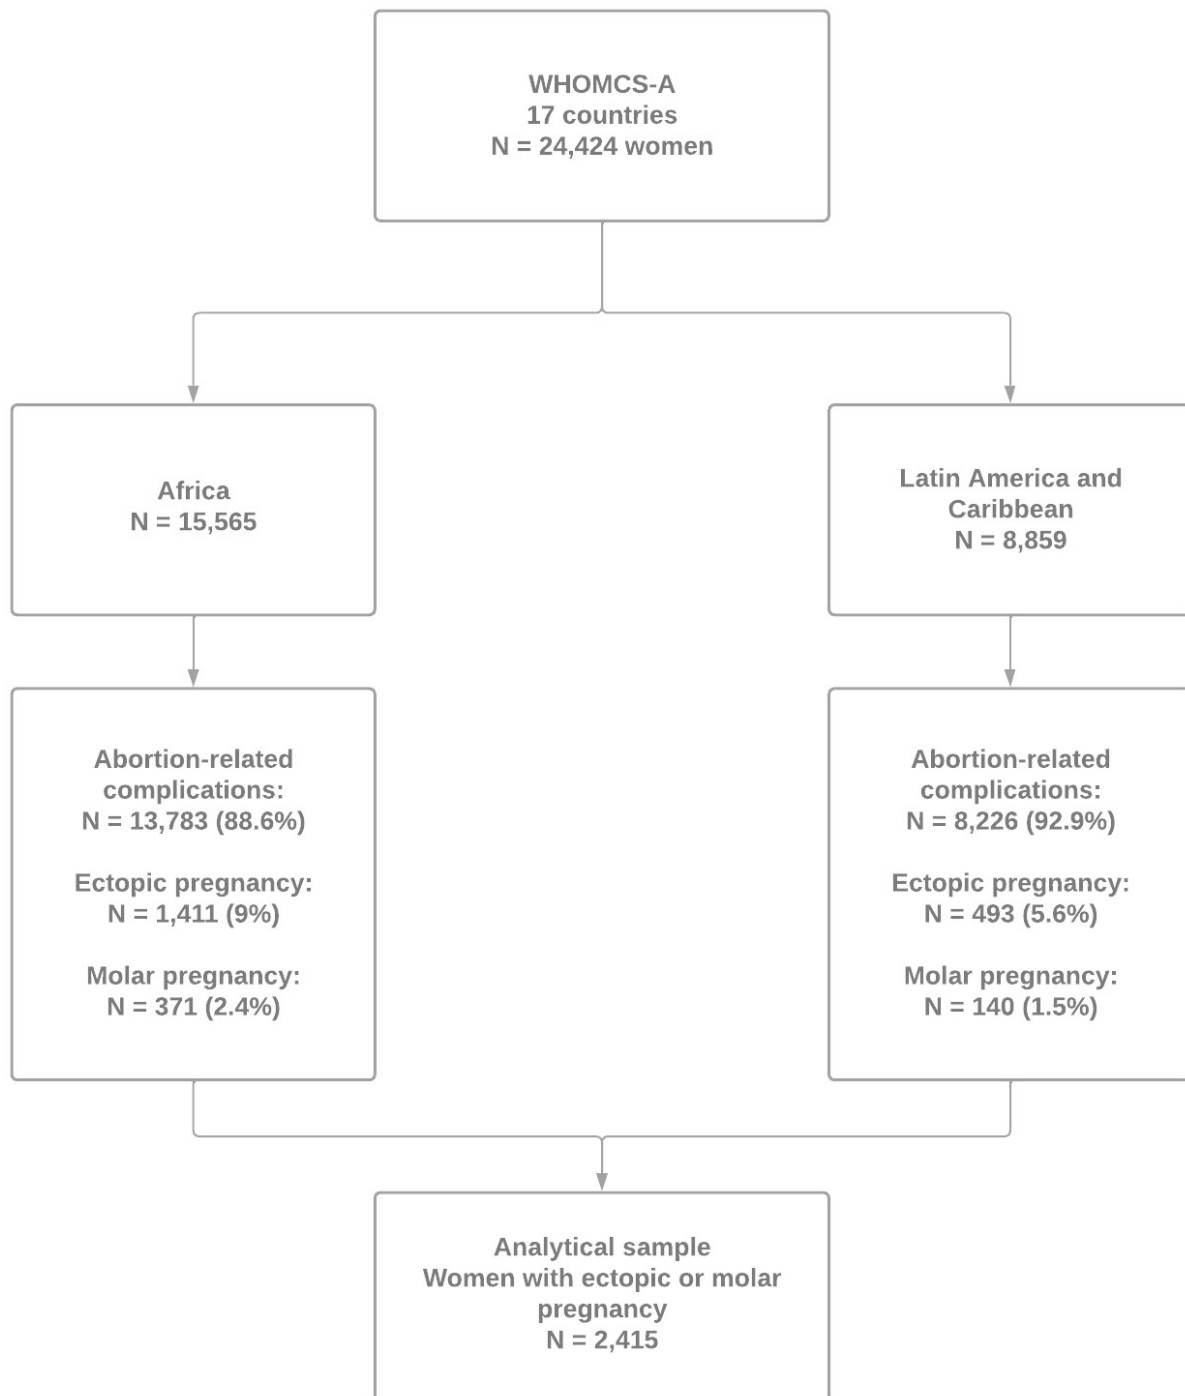 WHOMCS-A
17 countries
N = 24,424 women
Africa
N = 15,565
Latin America and
Caribbean
N = 8,859
Abortion-related
complications:
N = 13,783 (88.6%)
Ectopic pregnancy:
N = 1,411 (9%)
Molar pregnancy:
N = 371 (2.4%)
Abortion-related
complications:
N = 8,226 (92.9%)
Ectopic pregnancy:
N = 493 (5.6%)
Molar pregnancy:
N = 140 (1.5%)
Analytical sample
Women with ectopic or molar
pregnancy
N = 2,415